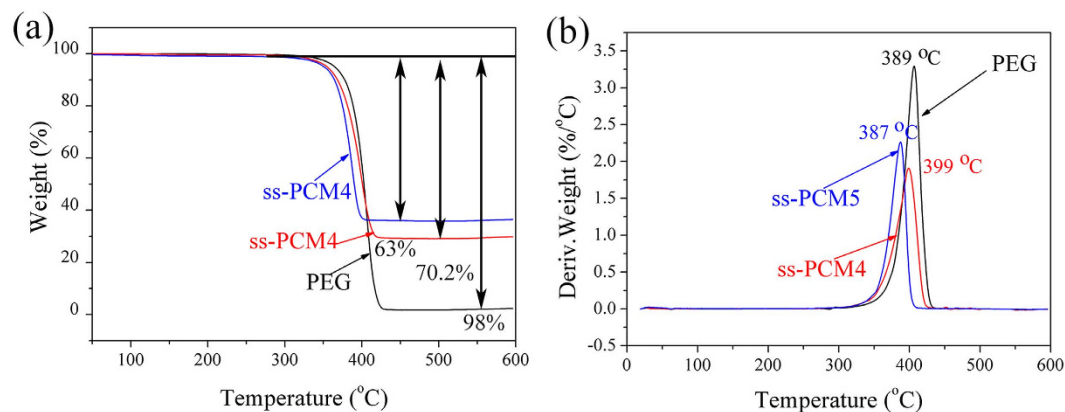 (a)
100
80
60
40
20
0
Weight (%)
100
200
300
400
500
600
Temperature (°C)
ss-PCM4
ss-PCM4
PEG
63%
70.2%
98%
(b)
3.5
3.0
2.5
2.0
1.5
1.0
0.5
0.0
-0.5
Deriv.Weight (%/°C)
0
100
200
300
400
500
600
Temperature (°C)
389 °C
PEG
387 °C
399 °C
ss-PCM5
ss-PCM4